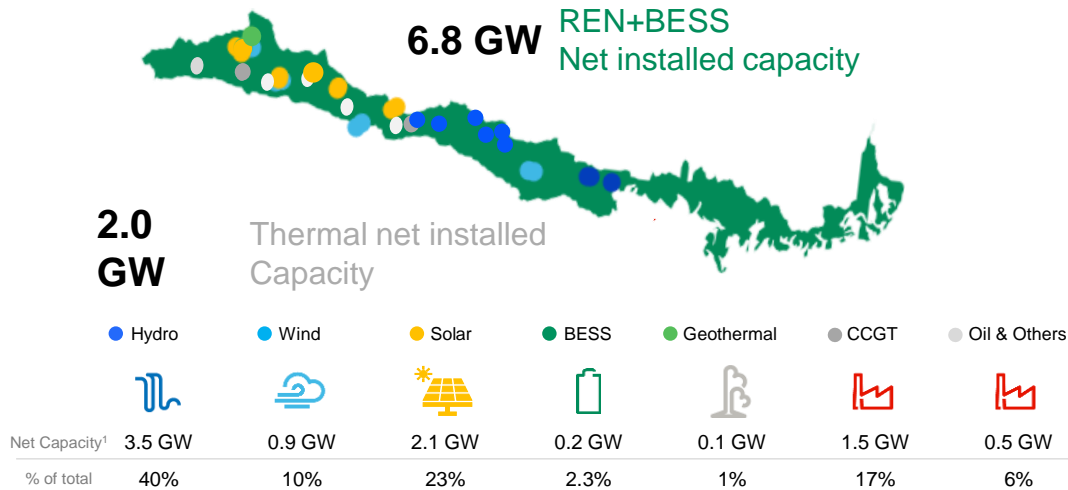 6.8 GW
REN+BESS
Net installed capacity
2.0
GW
Thermal net installed
Capacity
Hydro Wind Solar BESS Geothermal CCGT Oil & Others
Net Capacity¹ 3.5 GW 0.9 GW 2.1 GW 0.2 GW 0.1 GW 1.5 GW 0.5 GW
% of total 40% 10% 23% 2.3% 1% 17% 6%